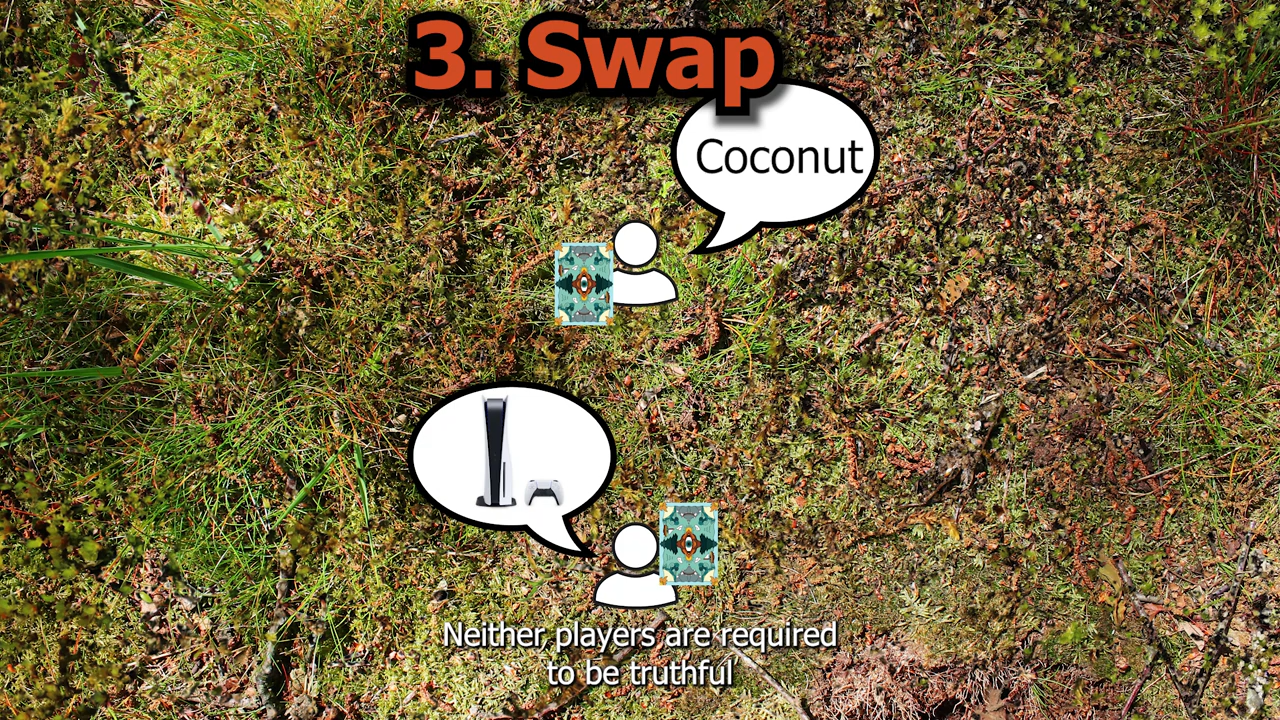 3. Swap
Coconut
Neither players are required
to be truthful